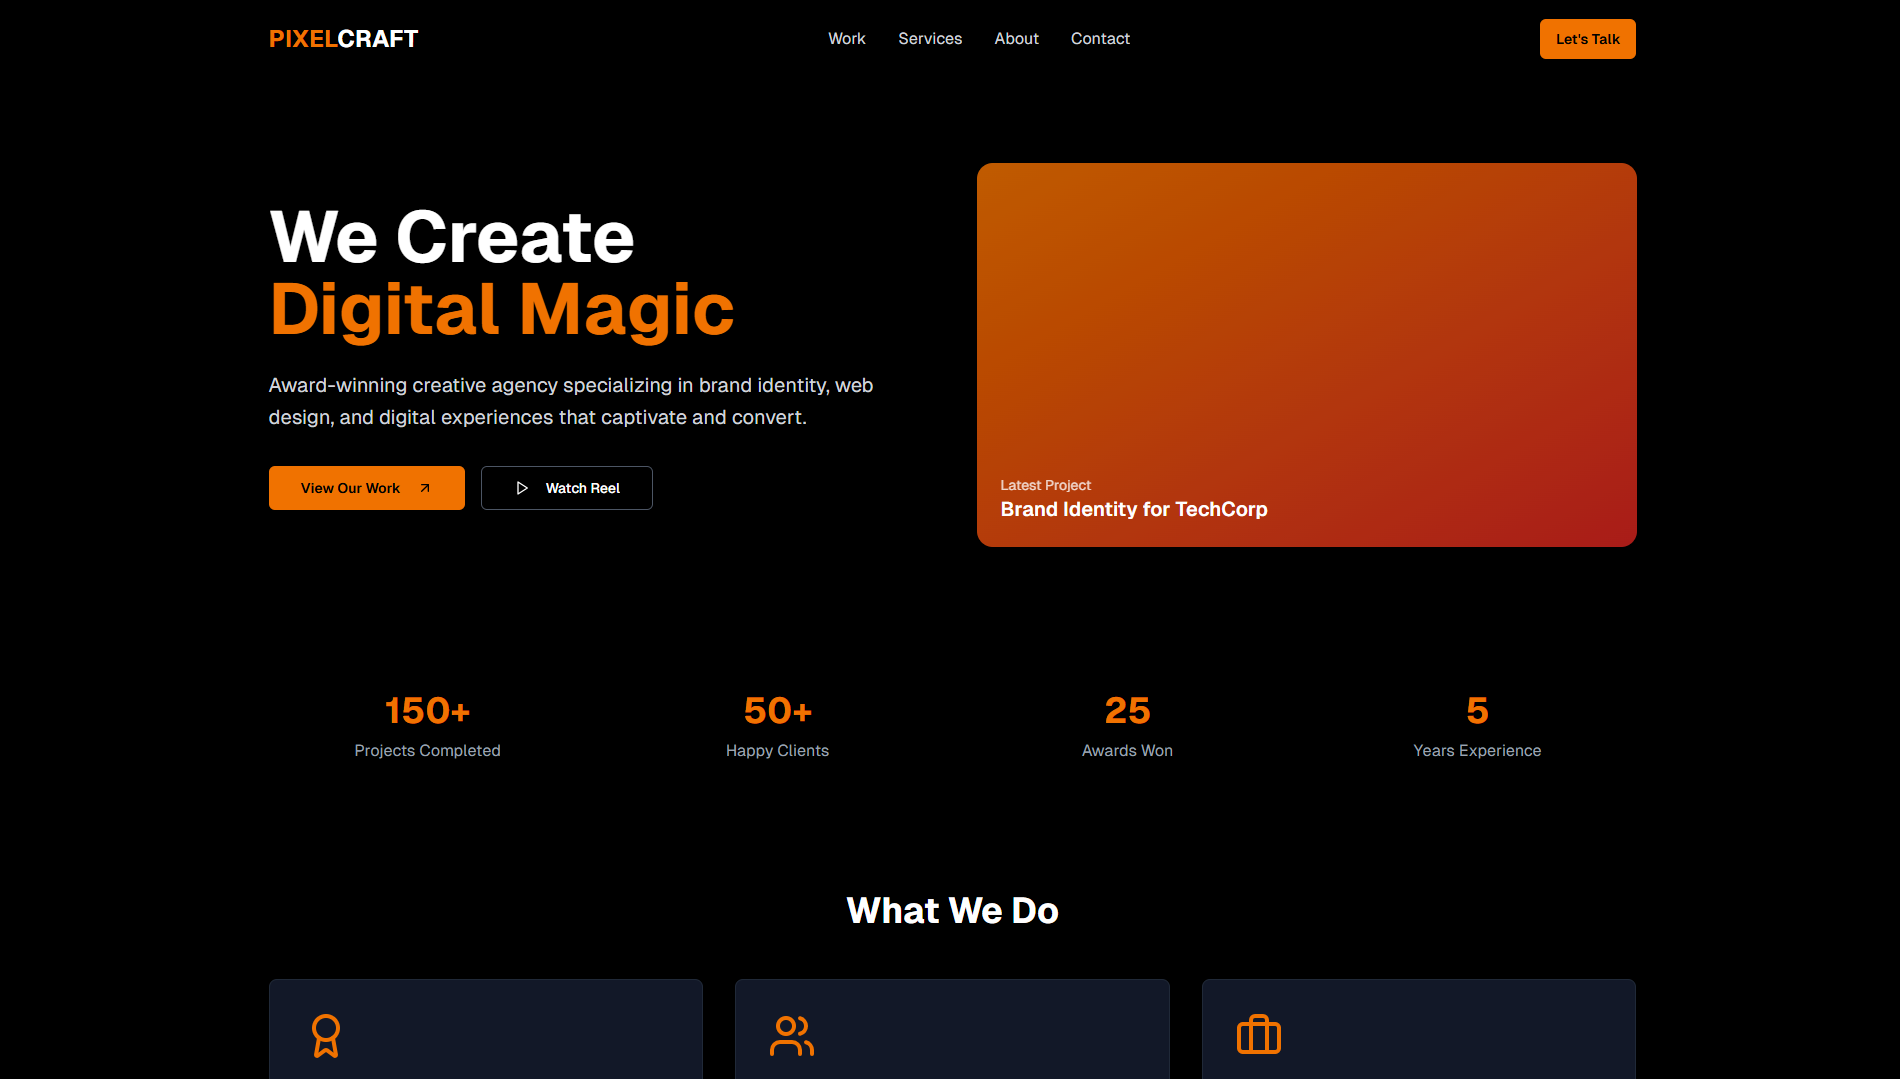 PIXELCRAFT
Work
Services
About
Contact
Let's Talk
We Create
Digital Magic
Award-winning creative agency specializing in brand identity, web
design, and digital experiences that captivate and convert.
View Our Work
Watch Reel
Latest Project
Brand Identity for TechCorp
150+
Projects Completed
50+
Happy Clients
25
Awards Won
5
Years Experience
What We Do